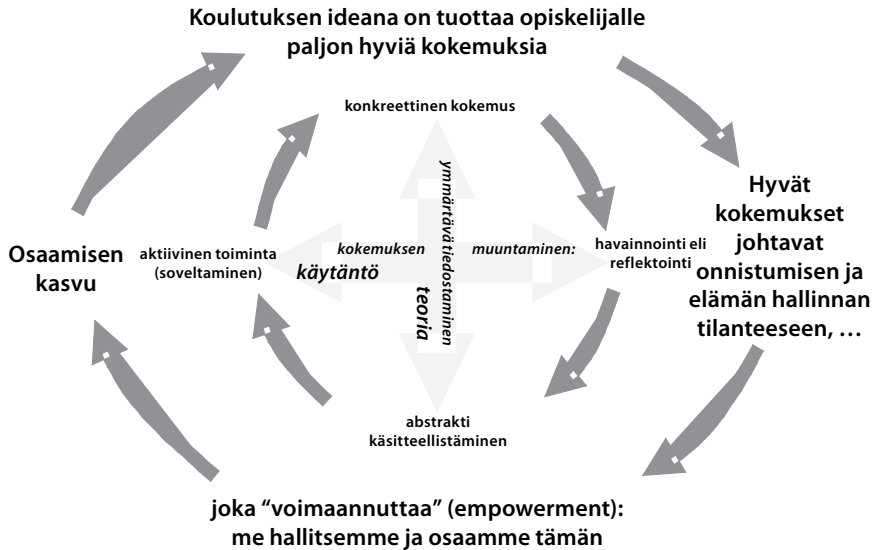 Koulutuksen ideana on tuottaa opiskelijalle
paljon hyviä kokemuksia
konkreettinen kokemus
Hyvät
kokemukset
johtavat
onnistumisen ja
elämän hallinnan
tilanteeseen, …
havainnointi eli
reflektointi
ymmärtävä tiedostaminen
teoria
kokemuksen
käytäntö
muuntaminen:
aktiivinen toiminta
(soveltaminen)
Osaamisen
kasvu
abstrakti
käsitteellistäminen
joka “voimaannuttaa” (empowerment):
me hallitsemme ja osaamme tämän